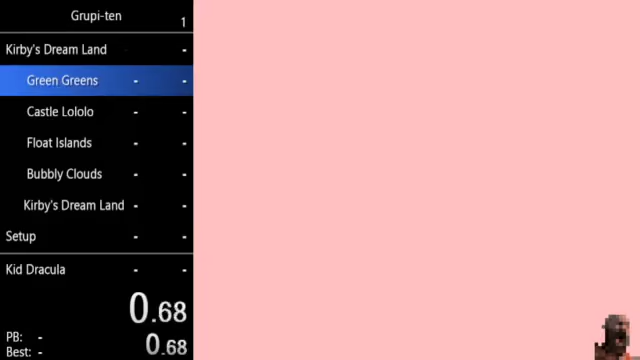 Grupi-ten
1
Kirby's Dream Land -
Green Greens - -
Castle Lololo - -
Float Islands - -
Bubbly Clouds - -
Kirby's Dream Land - -
Setup - -
Kid Dracula - -
0.68
PB: -
Best: - 0.68